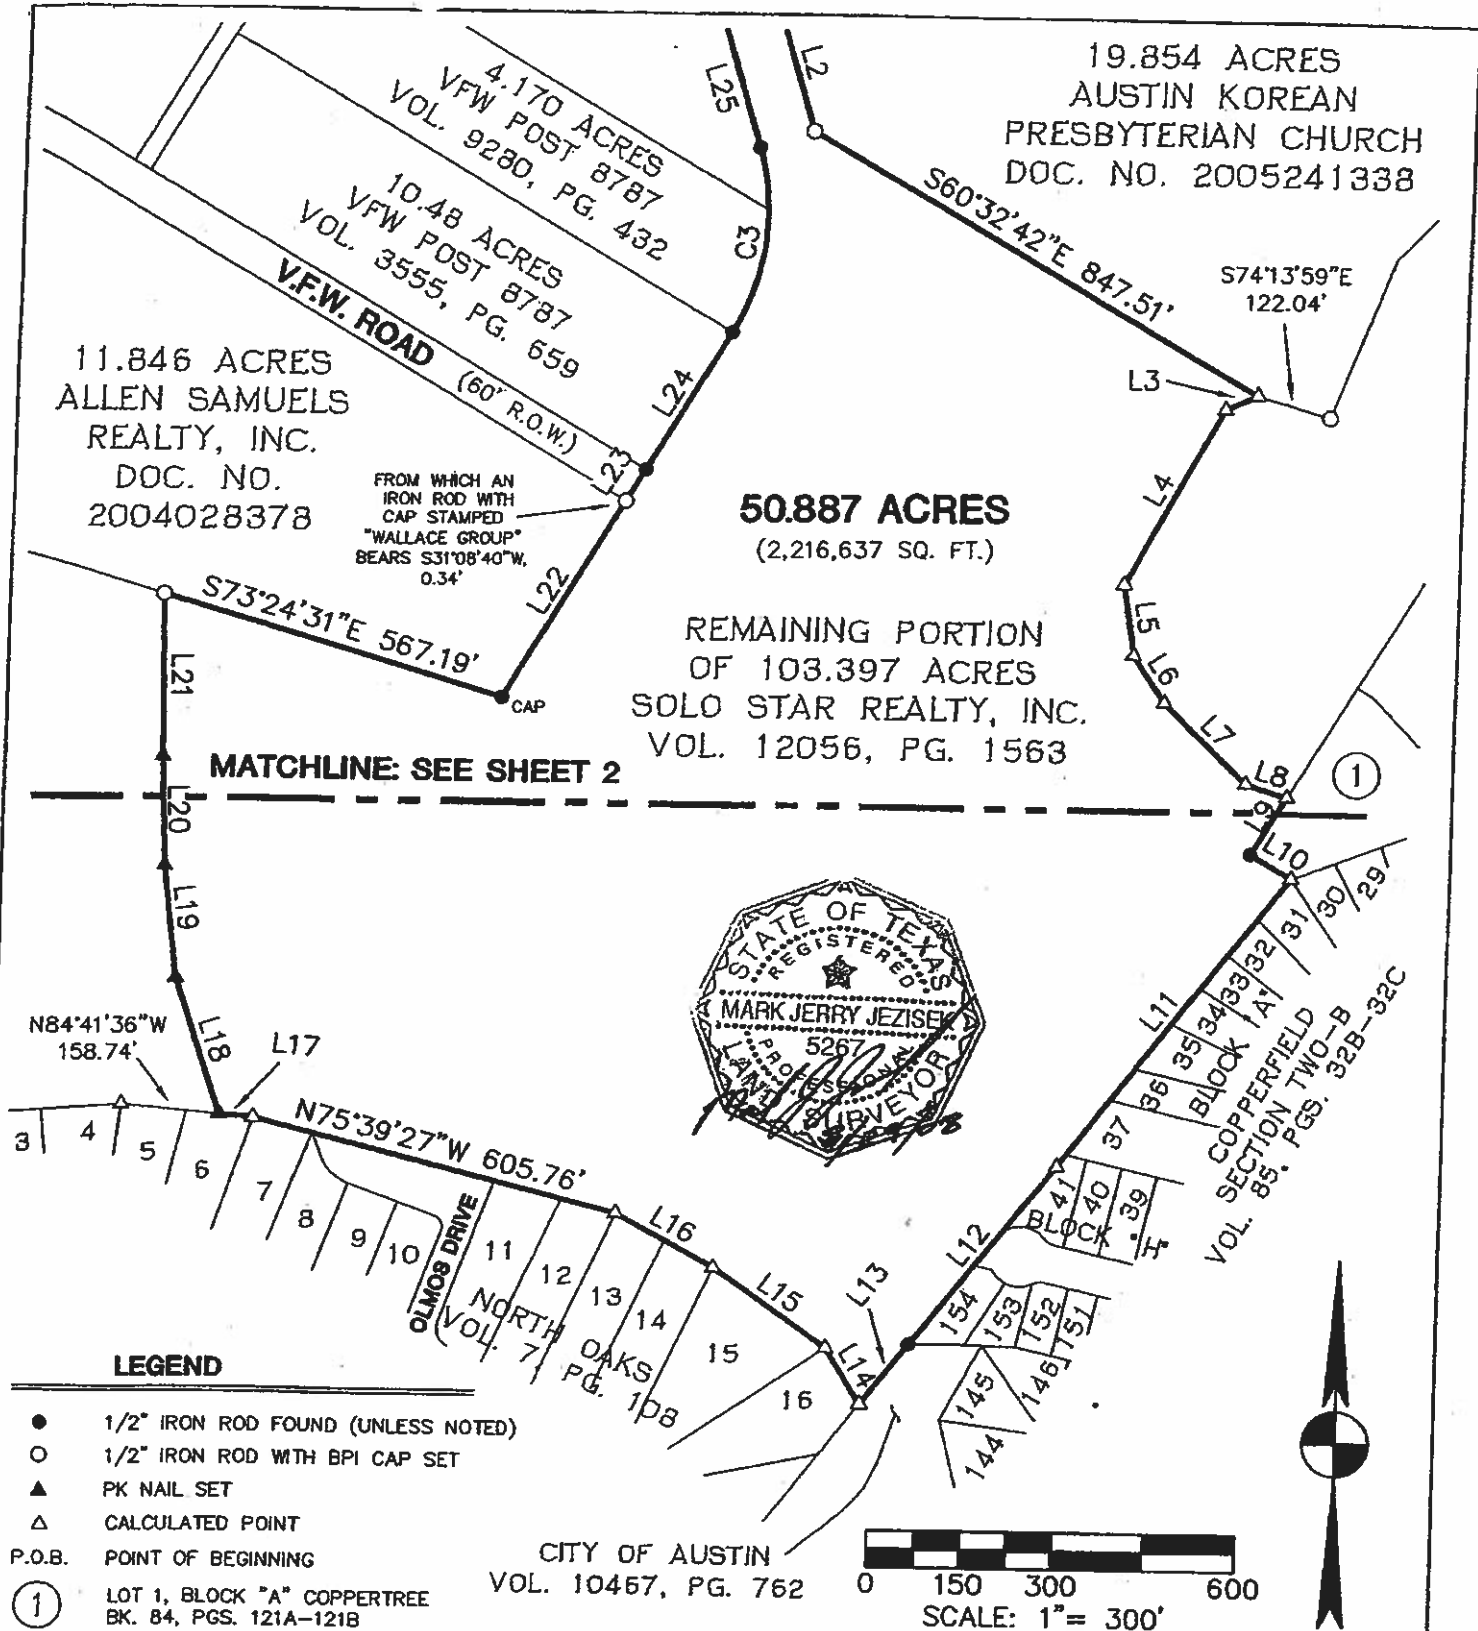 L25
L2
19.854 ACRES
AUSTIN KOREAN
PRESBYTERIAN CHURCH
DOC. NO. 2005241338
4.170 ACRES
VFW POST 8787
VOL. 9280, PG. 432
10.48 ACRES
VFW POST 8787
VOL. 3555, PG. 659
C3
S60°32'42"E 847.51'
S74°13'59"E
122.04'
V.F.W. ROAD (60' R.O.W.)
11.846 ACRES
ALLEN SAMUELS
REALTY, INC.
DOC. NO.
2004028378
L24
L3
L23
FROM WHICH AN
IRON ROD WITH
CAP STAMPED
"WALLACE GROUP"
BEARS S31°08'40"W,
0.34'
L4
50.887 ACRES
(2,216,637 SQ. FT.)
L22
S73°24'31"E 567.19'
CAP
REMAINING PORTION
OF 103.397 ACRES
SOLO STAR REALTY, INC.
VOL. 12056, PG. 1563
L5
L6
L7
L8
1
L21
MATCHLINE: SEE SHEET 2
L20
L9
L10
L19
STATE OF TEXAS
REGISTERED
MARK JERRY JEZISEK
5267
PROFESSIONAL
LAND SURVEYOR
29
30
31
32
33
34
35
36
37
BLOCK "A"
L11
COPPERFIELD
SECTION TWO-B
VOL. 85, PGS. 32B-32C
N84°41'36"W
158.74'
L18
L17
N75°39'27"W 605.76'
3
4
5
6
7
8
9
10
OLMOS DRIVE
11
12
13
14
15
16
NORTH OAKS
VOL. 7, PG. 108
L16
L15
L14
L13
L12
41
40
39
BLOCK "H"
154
153
152
151
146
145
144
LEGEND
1/2" IRON ROD FOUND (UNLESS NOTED)
1/2" IRON ROD WITH BPI CAP SET
PK NAIL SET
CALCULATED POINT
P.O.B. POINT OF BEGINNING
1 LOT 1, BLOCK "A" COPPERTREE
BK. 84, PGS. 121A-121B
CITY OF AUSTIN
VOL. 10467, PG. 762
0 150 300 600
SCALE: 1"= 300'